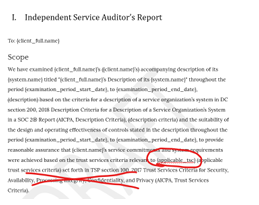 I. Independent Service Auditor's Report
To: {client_full_name}
Scope
We have examined {client_full_name}'s ({client_name}'s) accompanying description of its
{system_name} titled "{client_full_name}'s Description of its {system_name}" throughout the
period {examination_period_start_date}, to {examination_period_end_date},
(description) based on the criteria for a description of a service organization's system in DC
section 200, 2018 Description Criteria for a Description of a Service Organization's System
in a SOC 2® Report (AICPA, Description Criteria), (description criteria) and the suitability of
the design and operating effectiveness of controls stated in the description throughout the
period {examination_period_start_date}, to {examination_period_end_date}, to provide
reasonable assurance that {client_name}'s service commitments and system requirements
were achieved based on the trust services criteria relevant to {applicable_tsc} (applicable
trust services criteria) set forth in TSP section 100, 2017 Trust Services Criteria for Security,
Availability, Processing Integrity, Confidentiality, and Privacy (AICPA, Trust Services
Criteria).